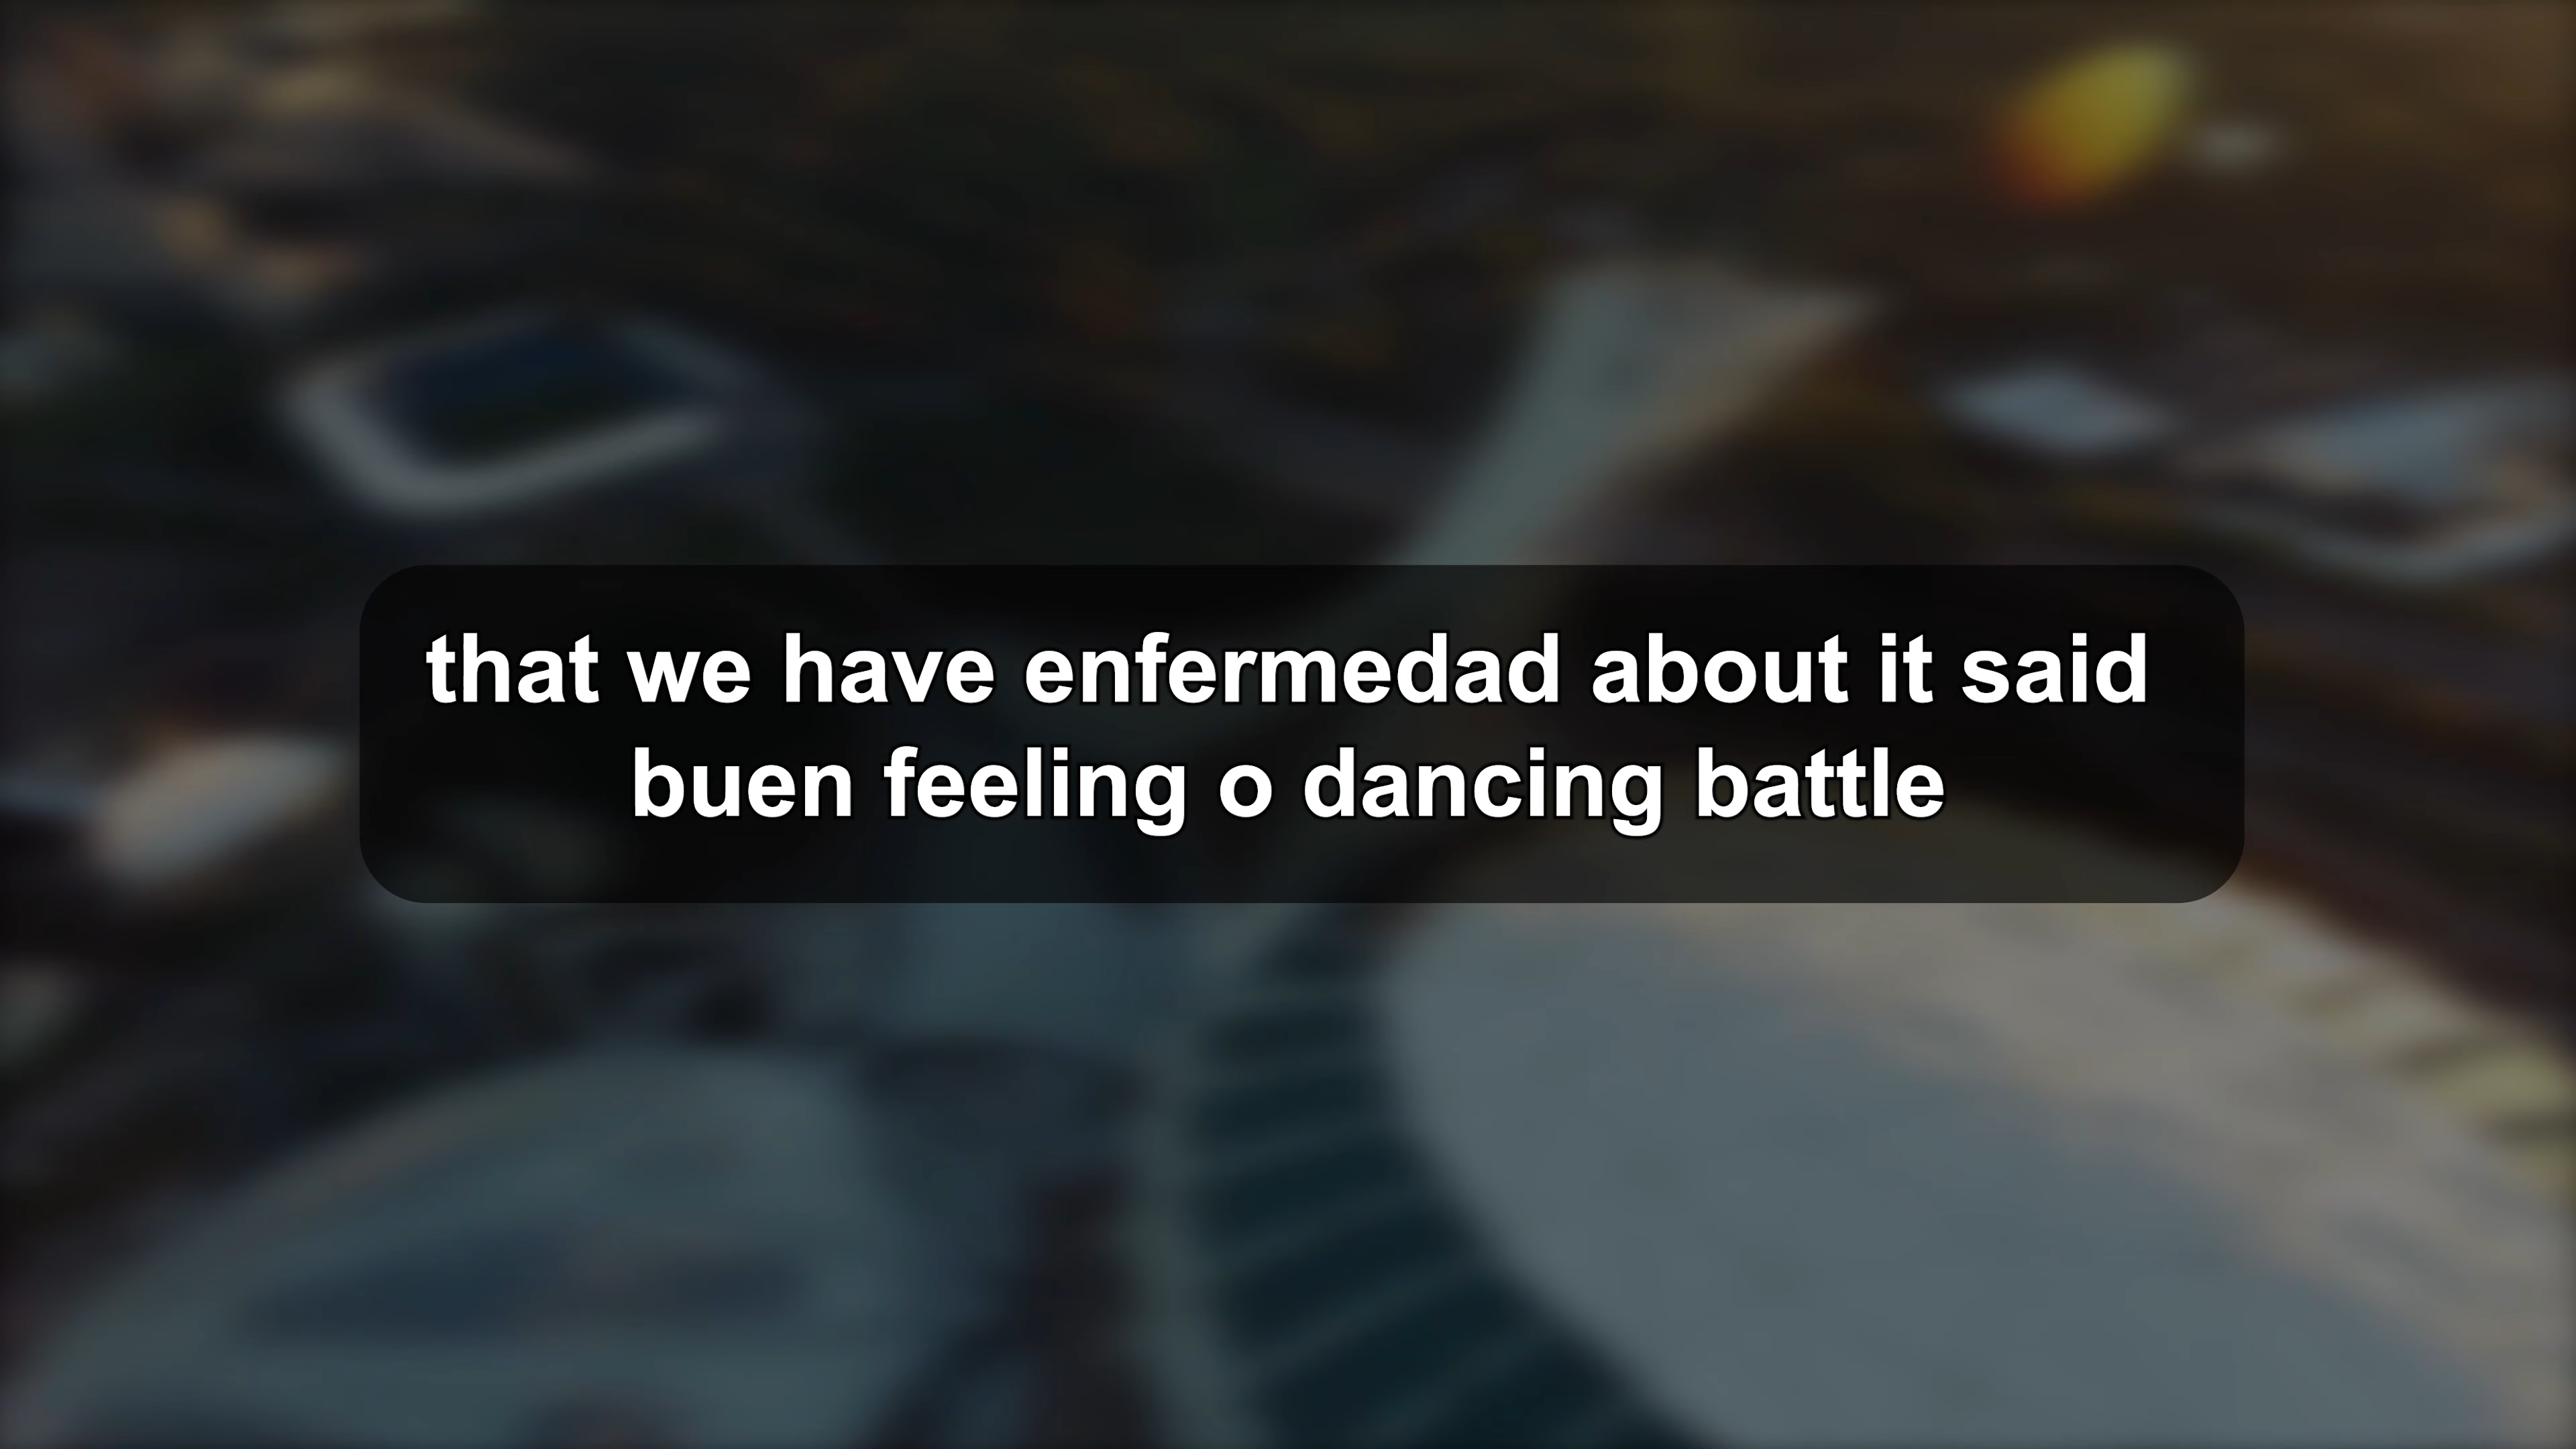 that we have enfermedad about it said
buen feeling o dancing battle